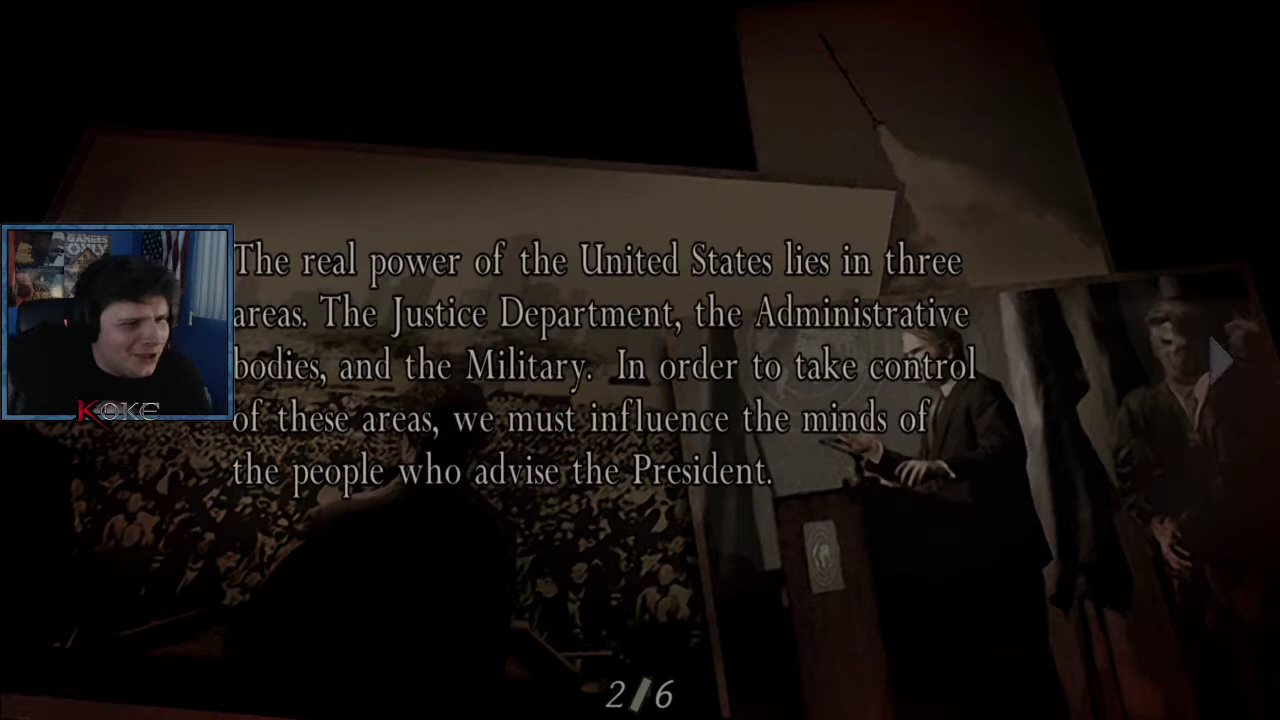 The real power of the United States lies in three
areas. The Justice Department, the Administrative
bodies, and the Military. In order to take control
of these areas, we must influence the minds of
the people who advise the President.
GAMERS
ONLY
KOKE
2/6